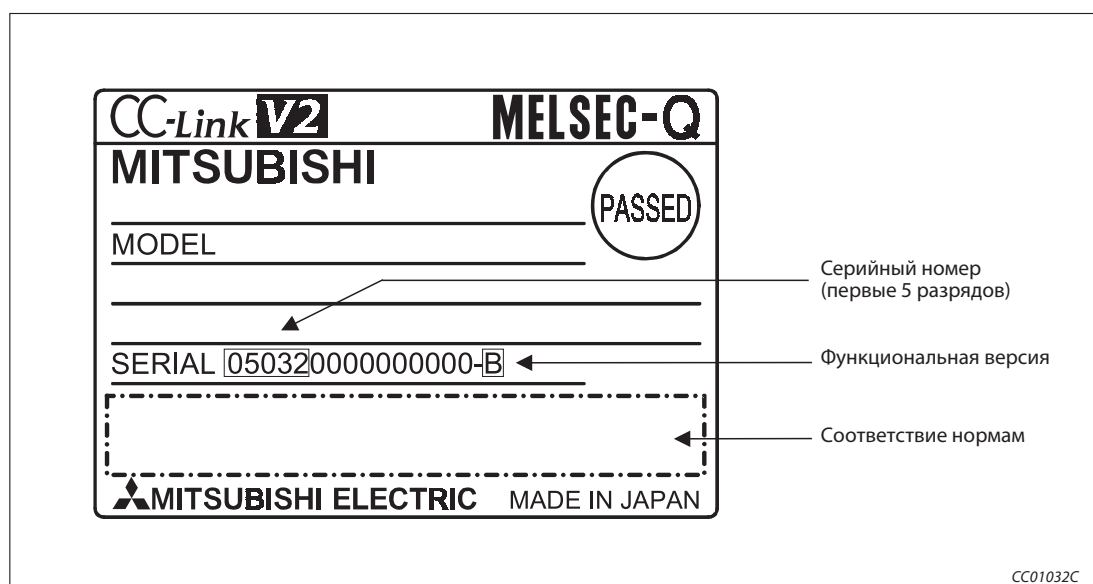 CC-Link V2 MELSEC-Q
MITSUBISHI
PASSED
MODEL
Серийный номер
(первые 5 разрядов)
SERIAL 050320000000000-B
Функциональная версия
Соответствие нормам
MITSUBISHI ELECTRIC MADE IN JAPAN
CC01032C